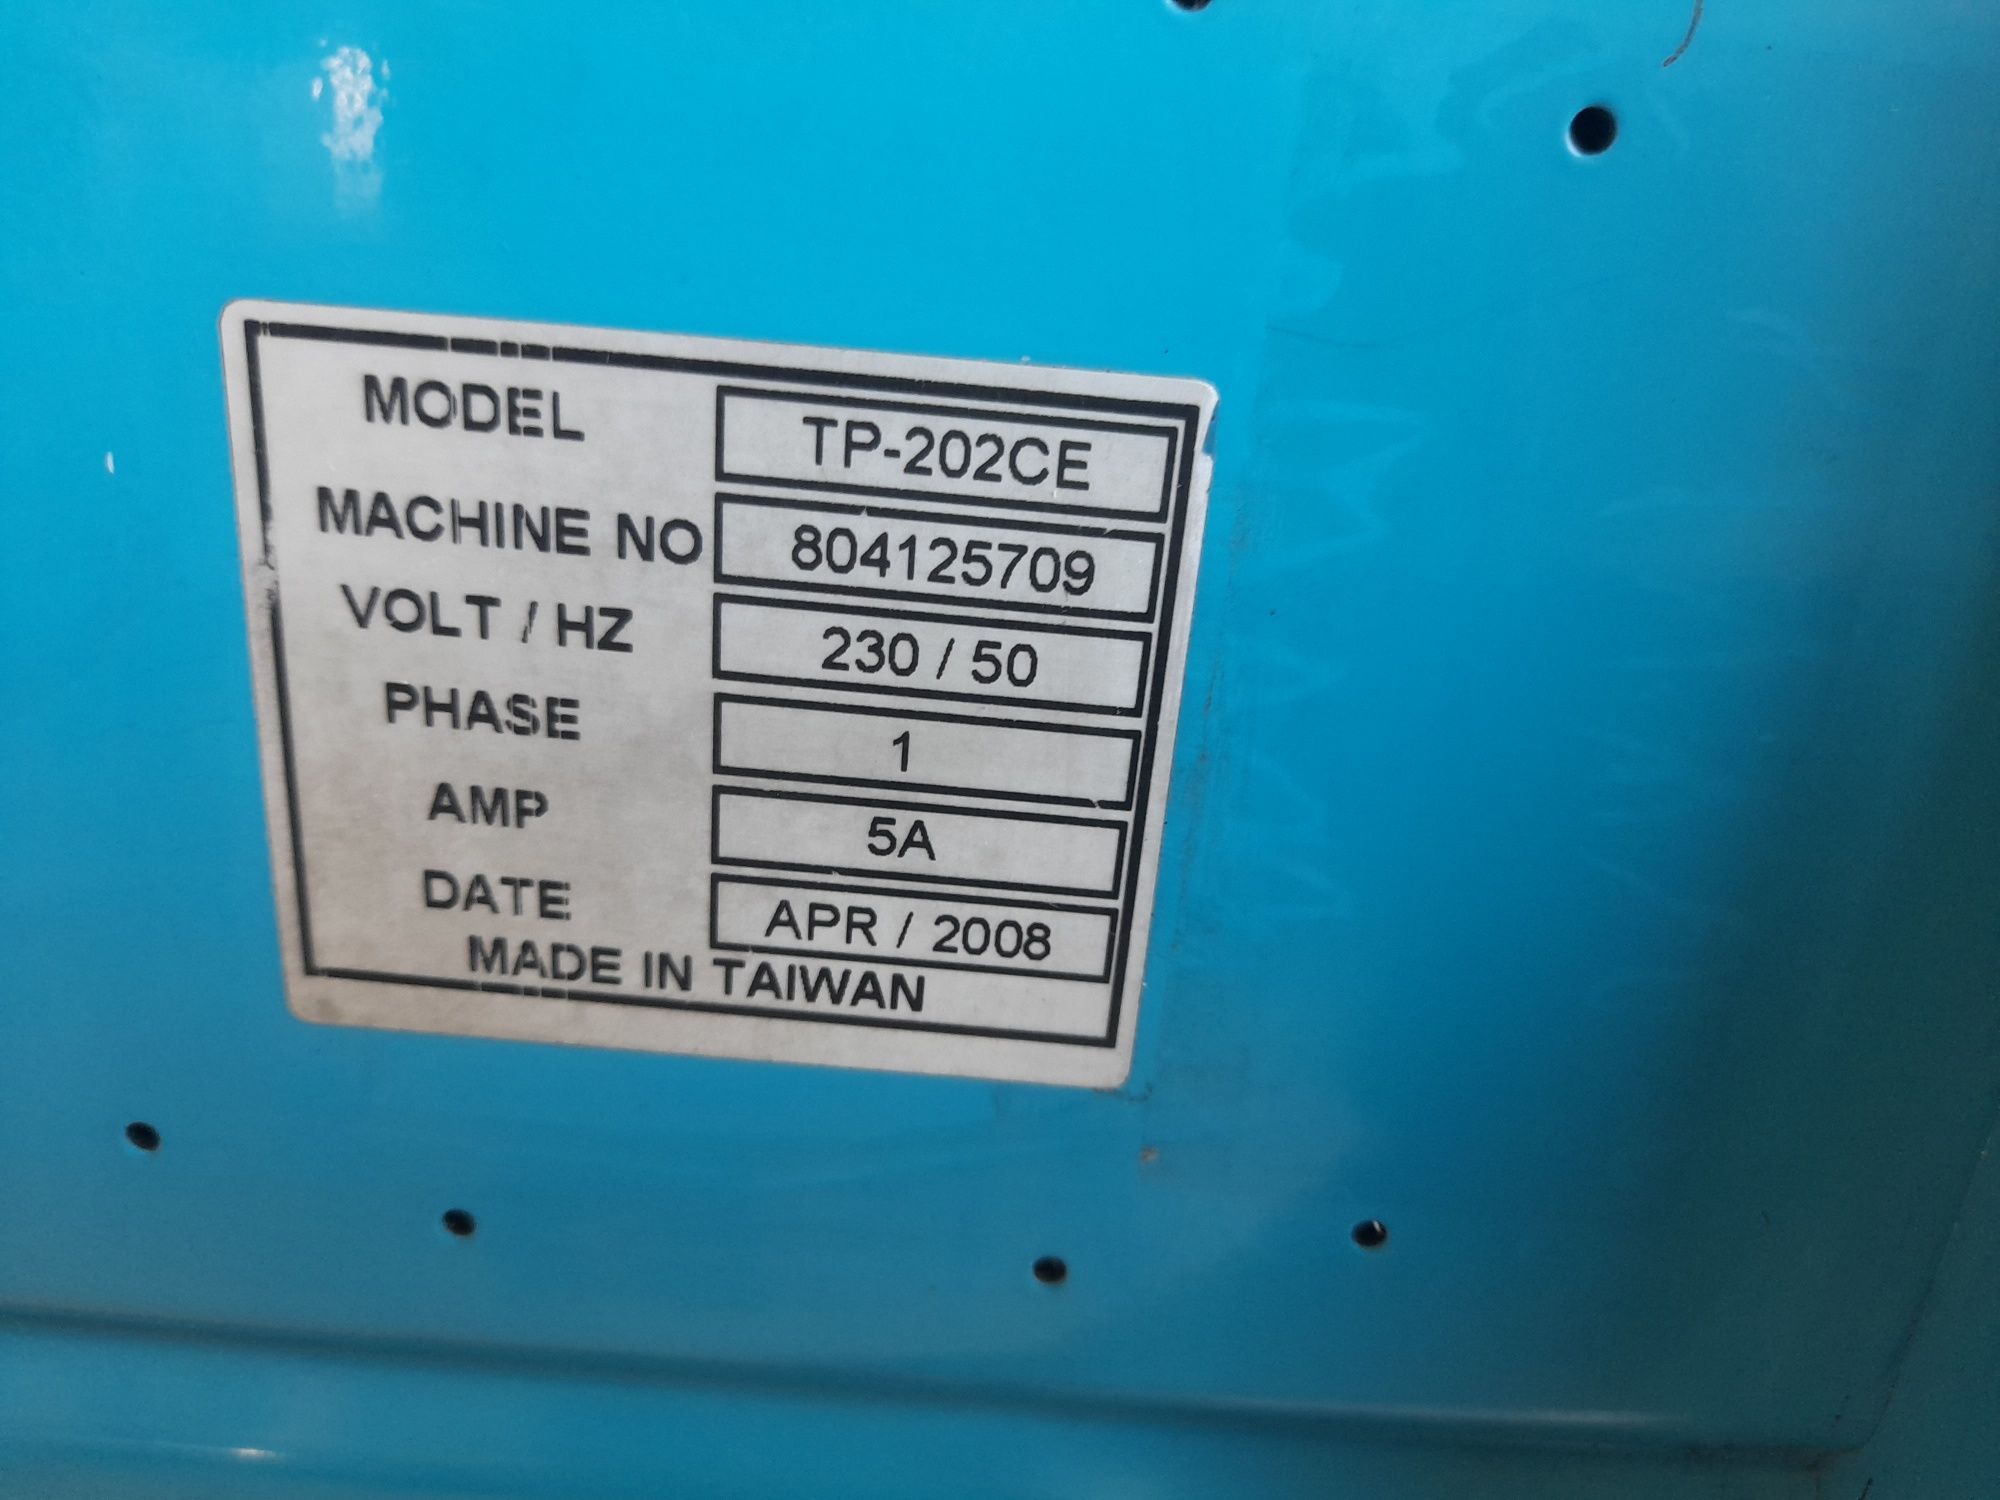 MODEL TP-202CE
MACHINE NO 804125709
VOLT / HZ 230 / 50
PHASE 1
AMP 5A
DATE APR / 2008
MADE IN TAIWAN